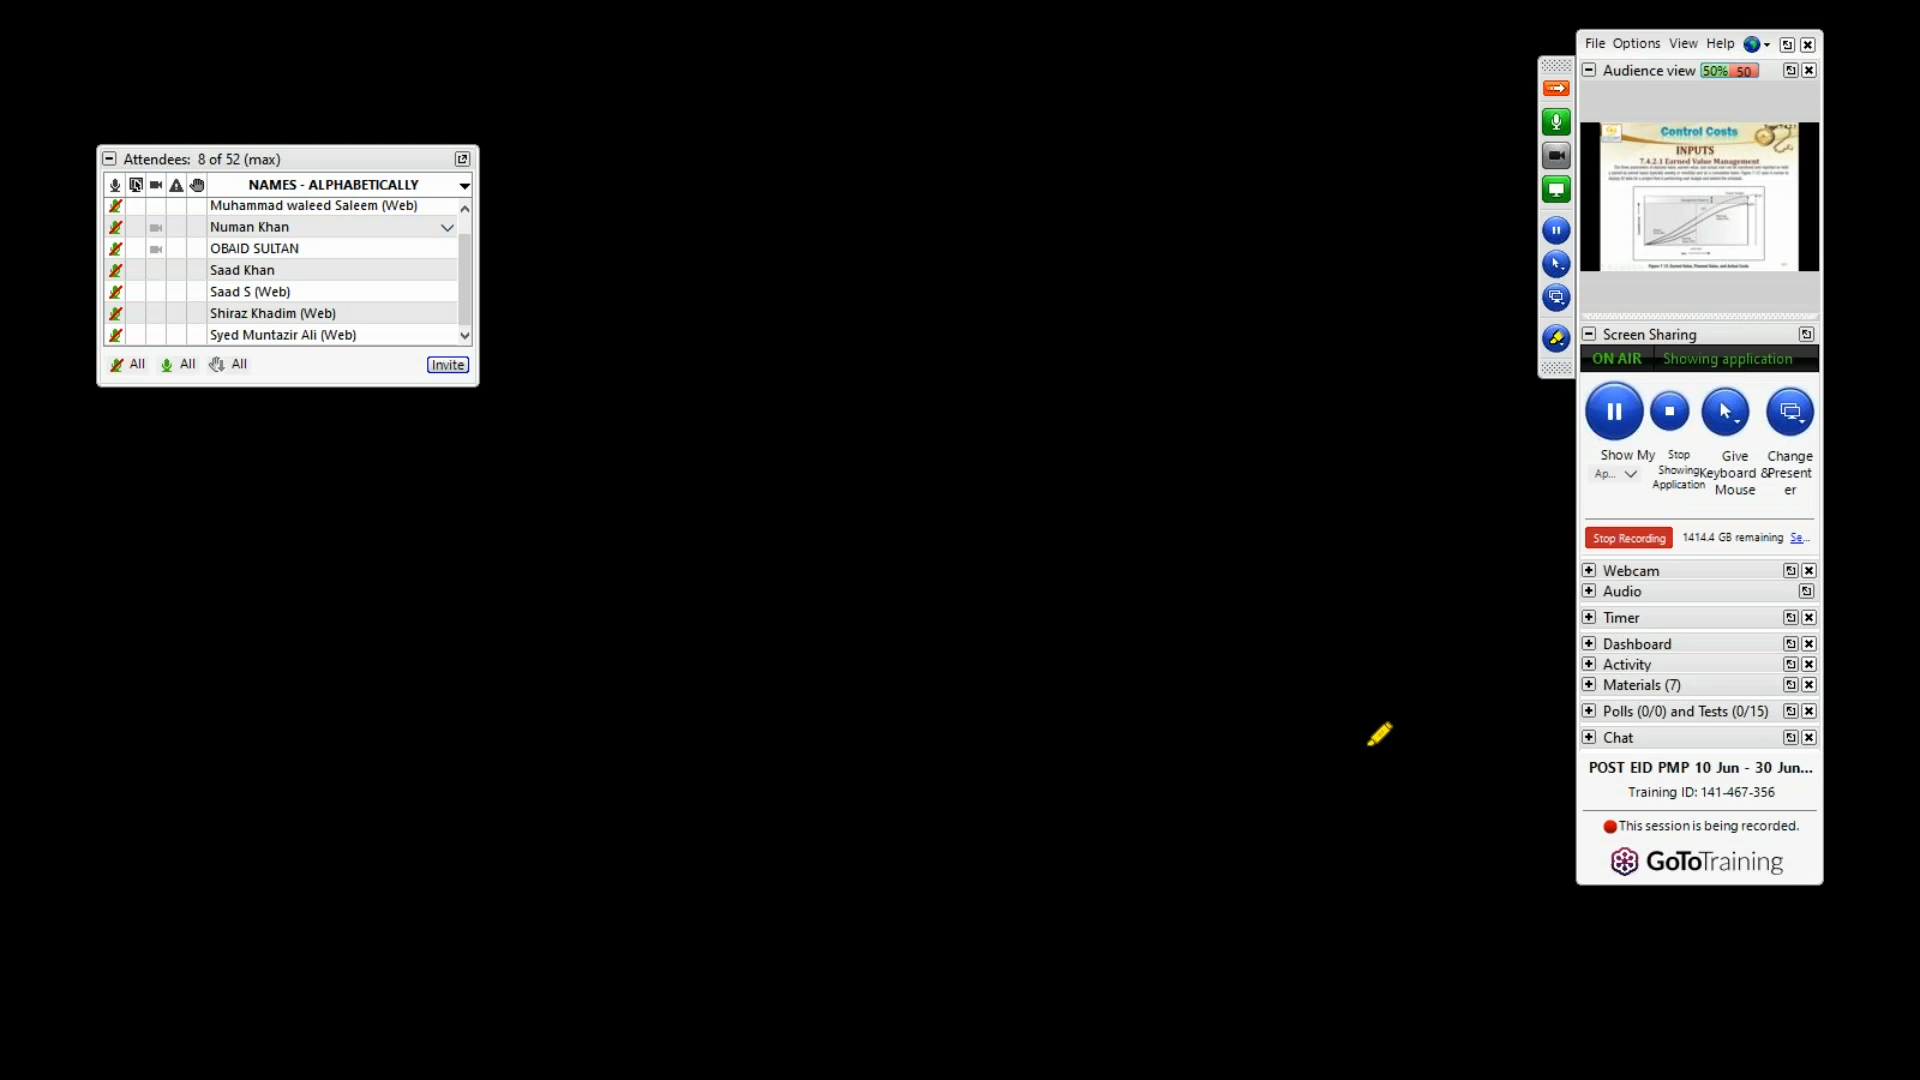 Attendees: 8 of 52 (max)
NAMES - ALPHABETICALLY
Muhammad waleed Saleem (Web)
Numan Khan
OBAID SULTAN
Saad Khan
Saad S (Web)
Shiraz Khadim (Web)
Syed Muntazir Ali (Web)
All All All Invite
File Options View Help
Audience view 50% 50
Control Costs
INPUTS
7.4.2.1 Earned Value Management
Screen Sharing
ON AIR Showing application
Show My
Ap...
Stop
Showing
Application
Give
Keyboard &
Mouse
Change
Present
er
Stop Recording 1414.4 GB remaining Se...
Webcam
Audio
Timer
Dashboard
Activity
Materials (7)
Polls (0/0) and Tests (0/15)
Chat
POST EID PMP 10 Jun - 30 Jun...
Training ID: 141-467-356
This session is being recorded.
GoToTraining